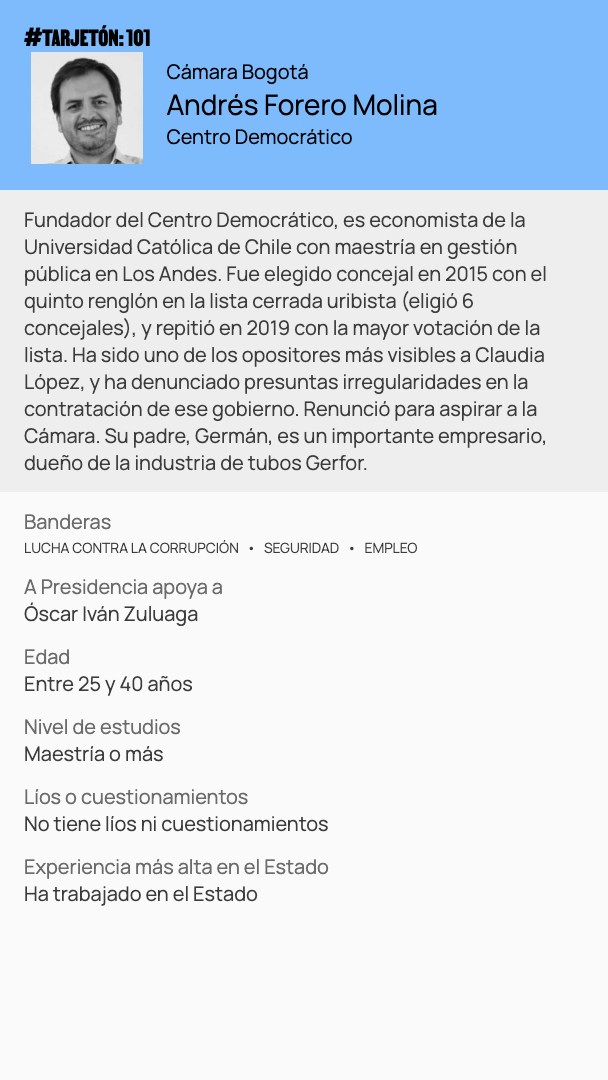 #TARJETÓN: 101
Cámara Bogotá
Andrés Forero Molina
Centro Democrático
Fundador del Centro Democrático, es economista de la
Universidad Católica de Chile con maestría en gestión
pública en Los Andes. Fue elegido concejal en 2015 con el
quinto renglón en la lista cerrada uribista (eligió 6
concejales), y repitió en 2019 con la mayor votación de la
lista. Ha sido uno de los opositores más visibles a Claudia
López, y ha denunciado presuntas irregularidades en la
contratación de ese gobierno. Renunció para aspirar a la
Cámara. Su padre, Germán, es un importante empresario,
dueño de la industria de tubos Gerfor.
Banderas
LUCHA CONTRA LA CORRUPCIÓN • SEGURIDAD • EMPLEO
A Presidencia apoya a
Óscar Iván Zuluaga
Edad
Entre 25 y 40 años
Nivel de estudios
Maestría o más
Líos o cuestionamientos
No tiene líos ni cuestionamientos
Experiencia más alta en el Estado
Ha trabajado en el Estado